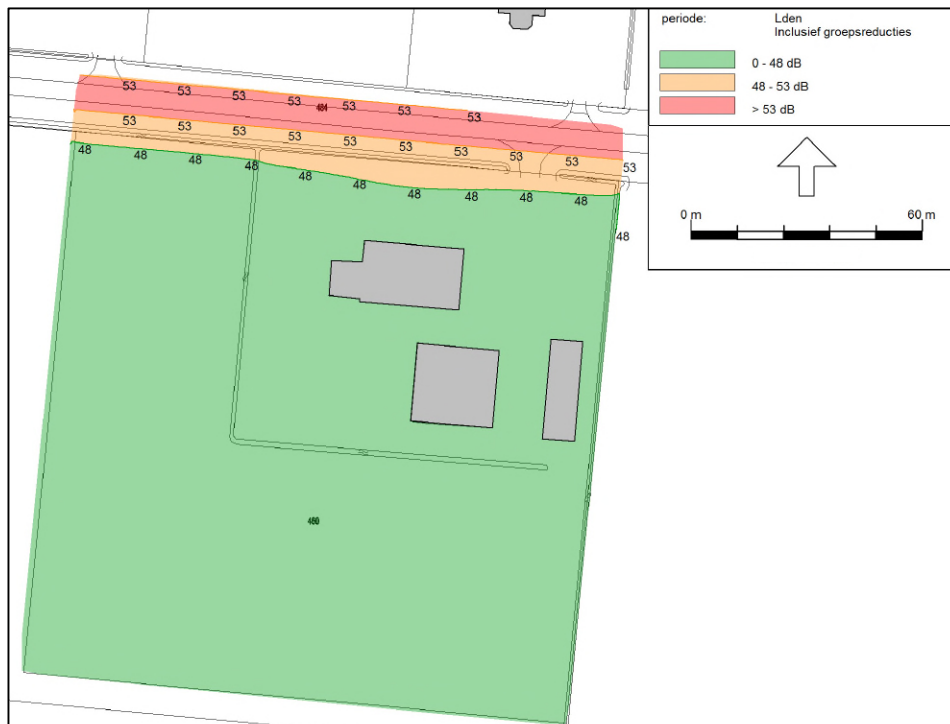 periode: Lden
Inclusief groepsreducties
0 - 48 dB
48 - 53 dB
> 53 dB
0 m 60 m
53 53 53 53 53 53 53
484
53 53 53 53 53 53 53 53 53 53
48 48 48 48 48 48 48 48 48 48
48
460